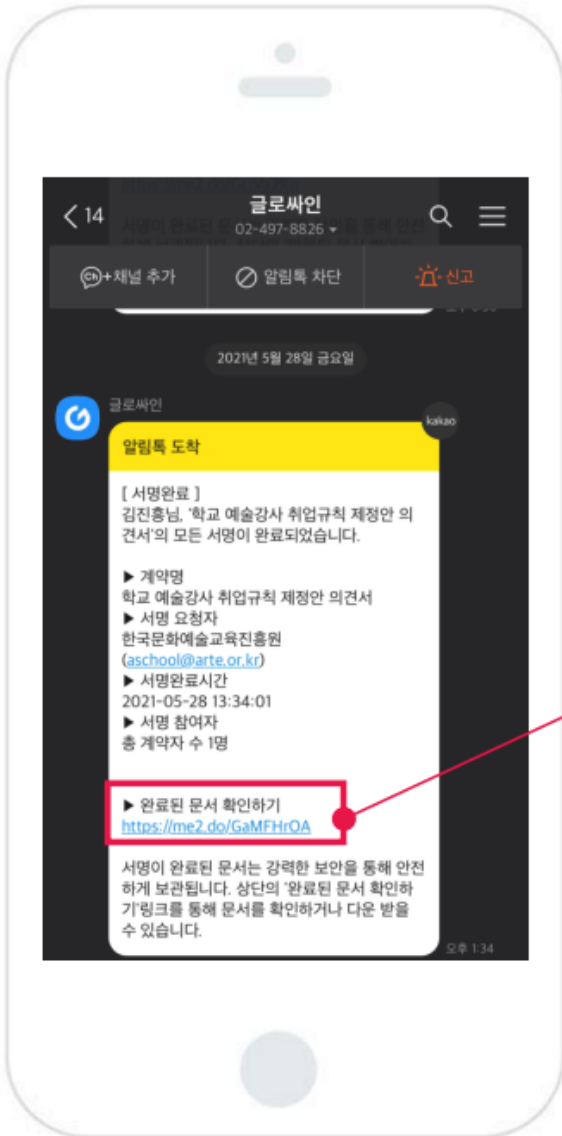 14
글로싸인
02-497-8826
채널 추가
알림톡 차단
신고
2021년 5월 28일 금요일
글로싸인
kakao
알림톡 도착
[ 서명완료 ]
김진흥님, '학교 예술강사 취업규칙 제정안 의
견서'의 모든 서명이 완료되었습니다.
▶ 계약명
학교 예술강사 취업규칙 제정안 의견서
▶ 서명 요청자
한국문화예술교육진흥원
(aschool@arte.or.kr)
▶ 서명완료시간
2021-05-28 13:34:01
▶ 서명 참여자
총 계약자 수 1명
▶ 완료된 문서 확인하기
https://me2.do/GaMFHrOA
서명이 완료된 문서는 강력한 보안을 통해 안전
하게 보관됩니다. 상단의 '완료된 문서 확인하
기'링크를 통해 문서를 확인하거나 다운 받을
수 있습니다.
오후 1:34